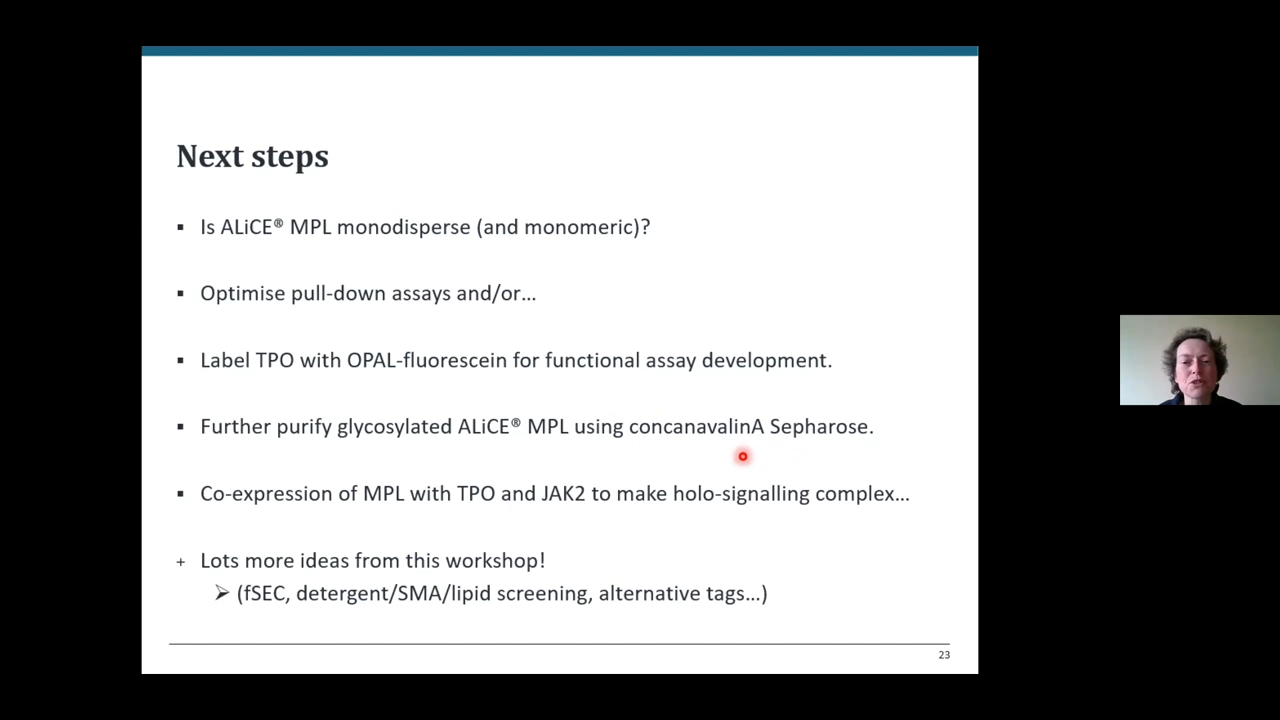 Next steps
▪ Is ALiCE® MPL monodisperse (and monomeric)?
▪ Optimise pull-down assays and/or…
▪ Label TPO with OPAL-fluorescein for functional assay development.
▪ Further purify glycosylated ALiCE® MPL using concanavalinA Sepharose.
▪ Co-expression of MPL with TPO and JAK2 to make holo-signalling complex…
+ Lots more ideas from this workshop!
➢ (fSEC, detergent/SMA/lipid screening, alternative tags…)
23